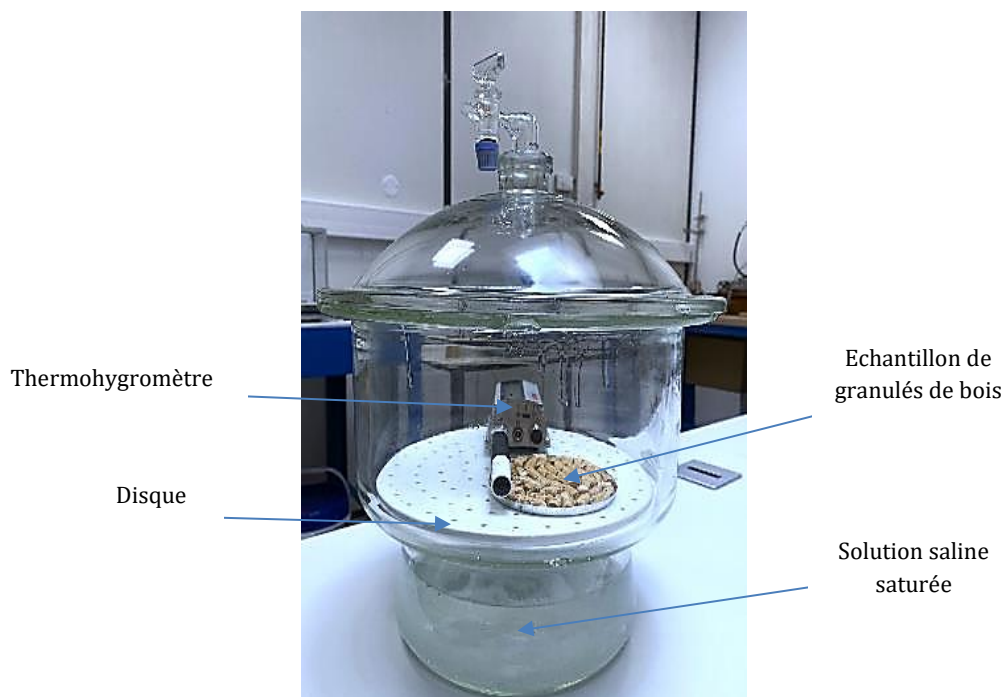 Thermohygromètre
Disque
Echantillon de
granulés de bois
Solution saline
saturée